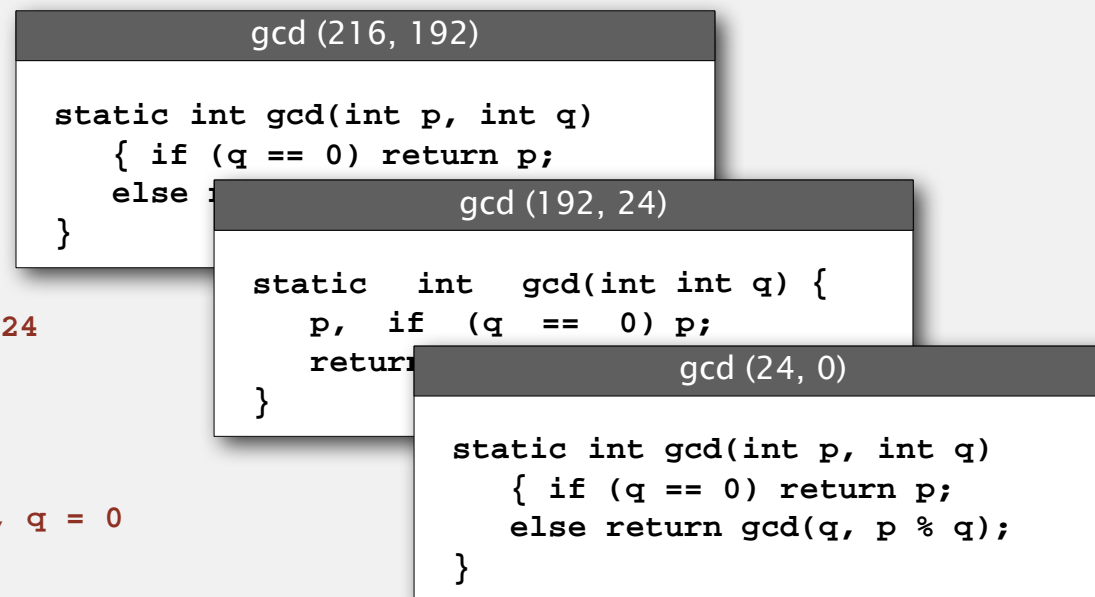 gcd (216, 192)
static int gcd(int p, int q)
{ if (q == 0) return p;
else
}
gcd (192, 24)
static int gcd(int int q) {
p, if (q == 0) p;
return
}
24
gcd (24, 0)
static int gcd(int p, int q)
{ if (q == 0) return p;
else return gcd(q, p % q);
}
, q = 0